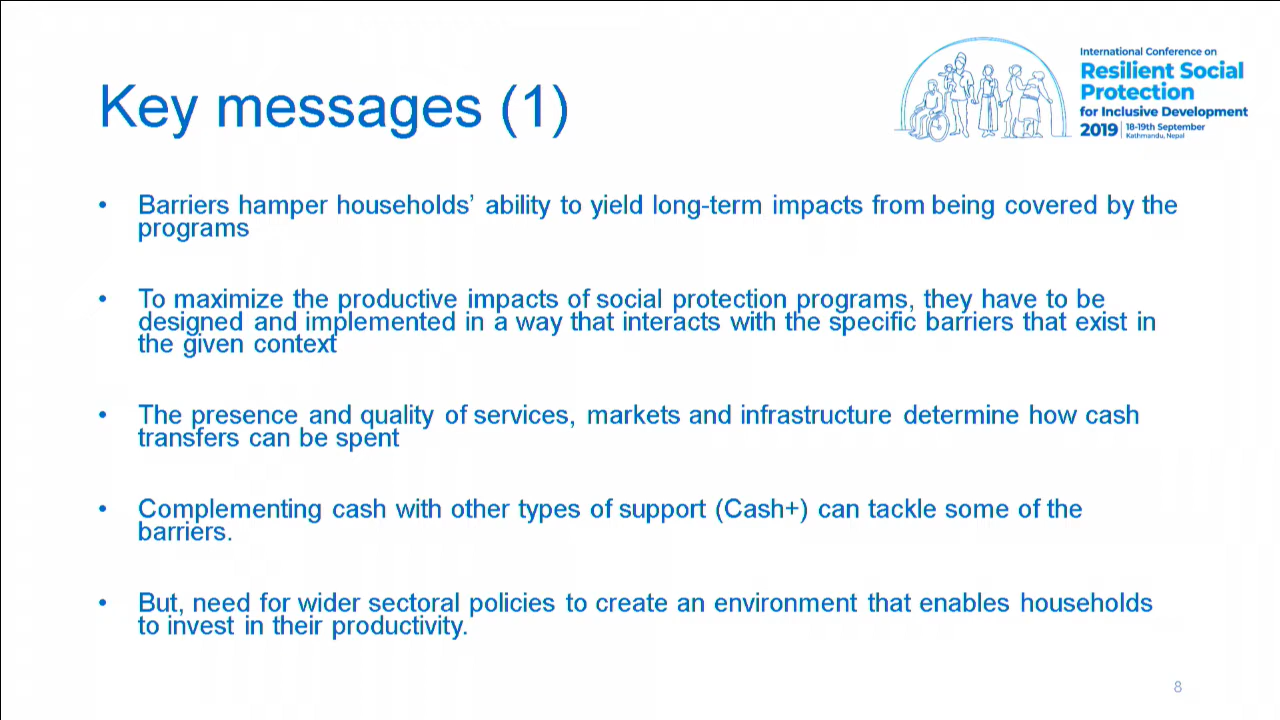 International Conference on
Resilient Social
Protection
for Inclusive Development
2019 | 18-19th September
Kathmandu, Nepal
Key messages (1)
• Barriers hamper households’ ability to yield long-term impacts from being covered by the
programs
• To maximize the productive impacts of social protection programs, they have to be
designed and implemented in a way that interacts with the specific barriers that exist in
the given context
• The presence and quality of services, markets and infrastructure determine how cash
transfers can be spent
• Complementing cash with other types of support (Cash+) can tackle some of the
barriers.
• But, need for wider sectoral policies to create an environment that enables households
to invest in their productivity.
8